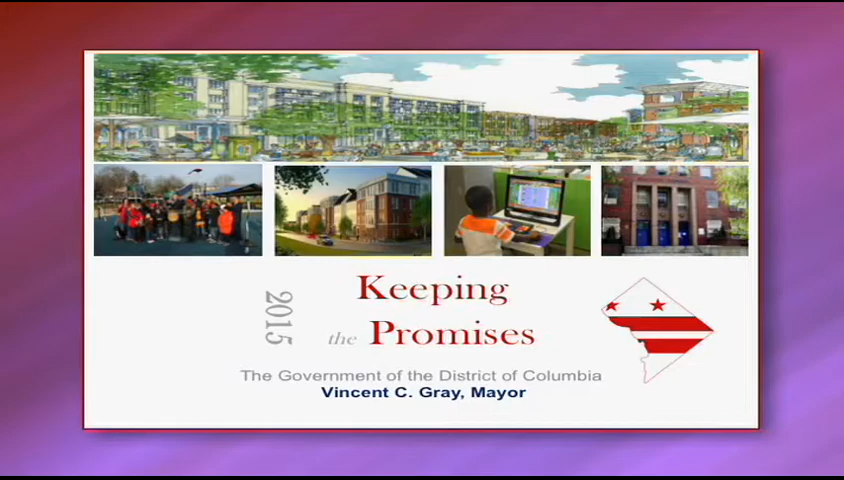 2015
Keeping
the Promises
The Government of the District of Columbia
Vincent C. Gray, Mayor